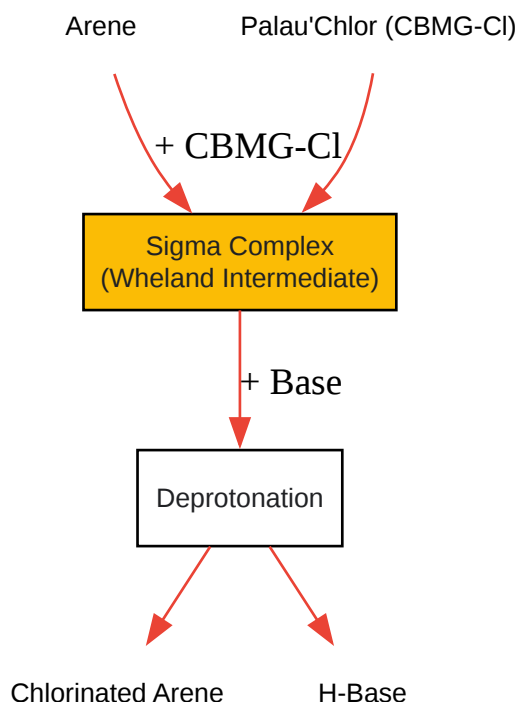 Arene
Palau'Chlor (CBMG-Cl)
+ CBMG-Cl
Sigma Complex
(Wheland Intermediate)
+ Base
Deprotonation
Chlorinated Arene
H-Base